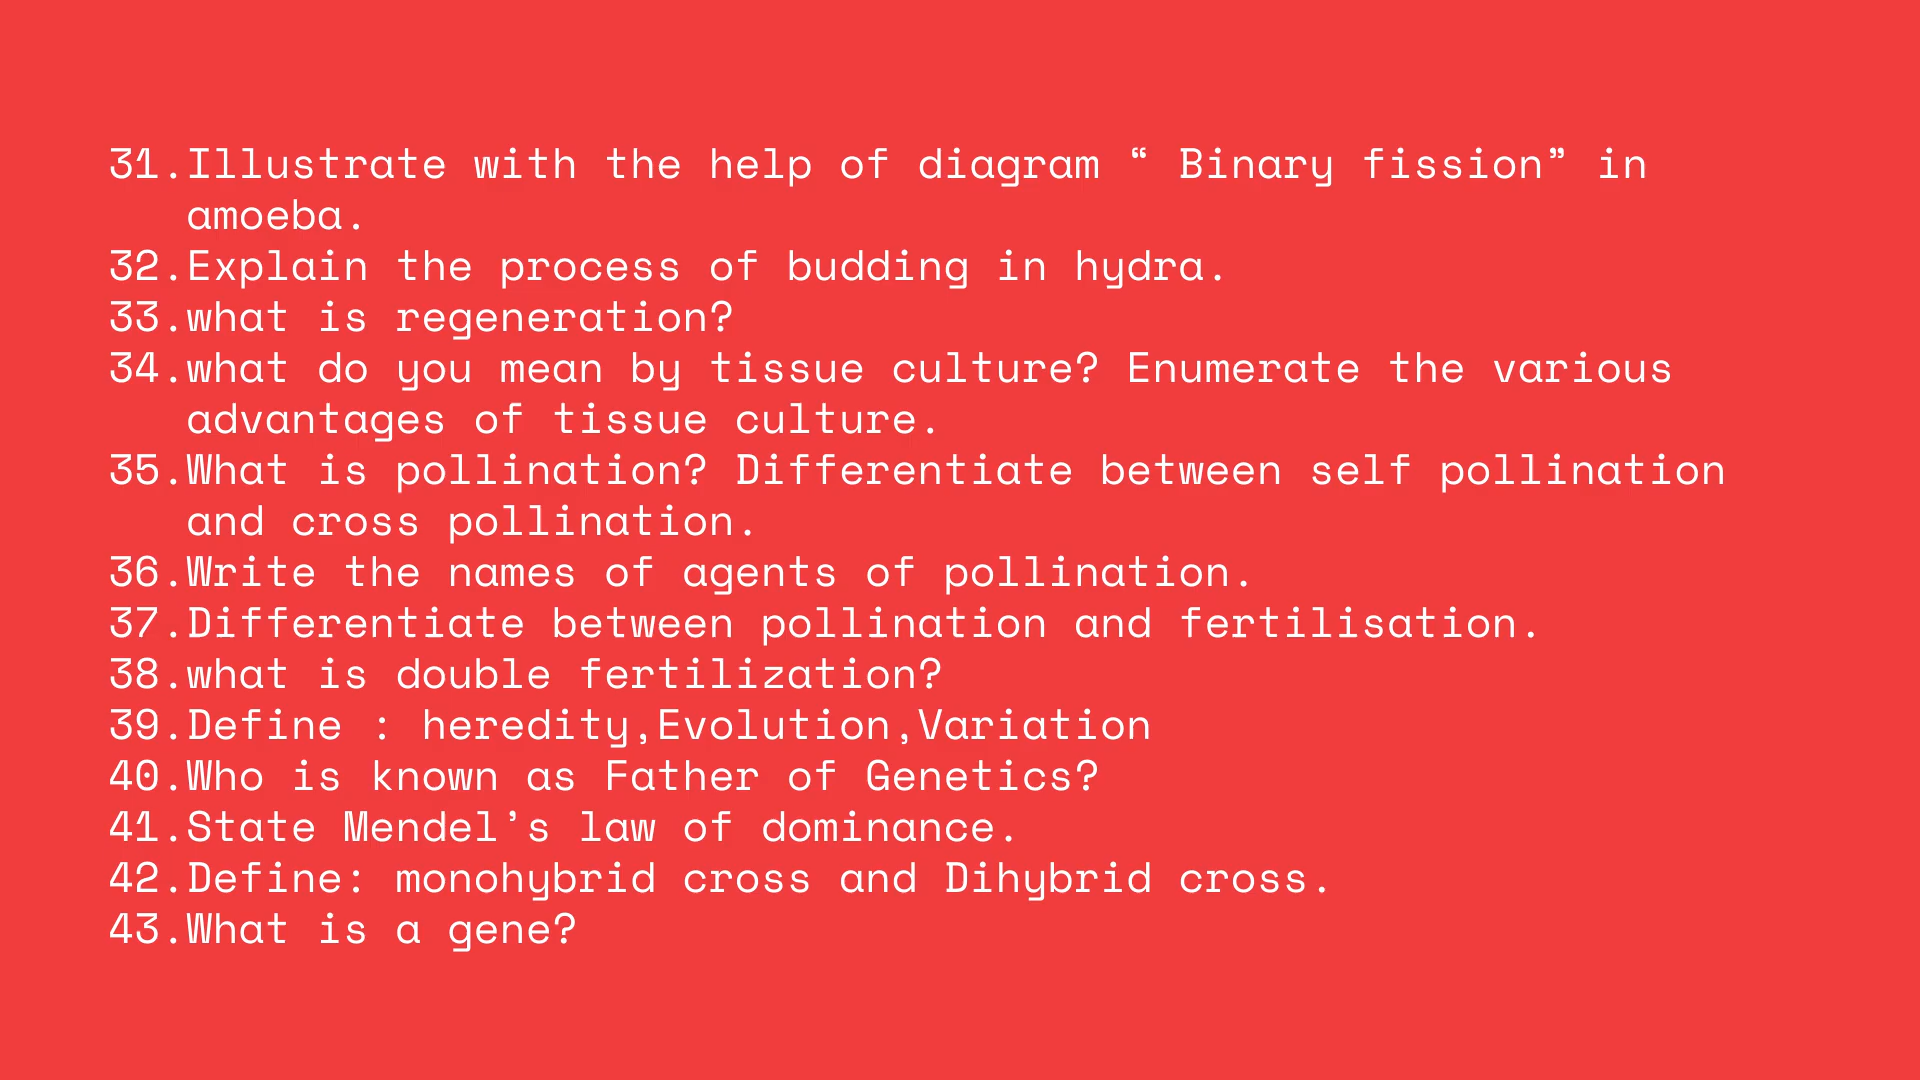 31.Illustrate with the help of diagram “ Binary fission” in
amoeba.
32.Explain the process of budding in hydra.
33.what is regeneration?
34.what do you mean by tissue culture? Enumerate the various
advantages of tissue culture.
35.What is pollination? Differentiate between self pollination
and cross pollination.
36.Write the names of agents of pollination.
37.Differentiate between pollination and fertilisation.
38.what is double fertilization?
39.Define : heredity,Evolution,Variation
40.Who is known as Father of Genetics?
41.State Mendel’s law of dominance.
42.Define: monohybrid cross and Dihybrid cross.
43.What is a gene?